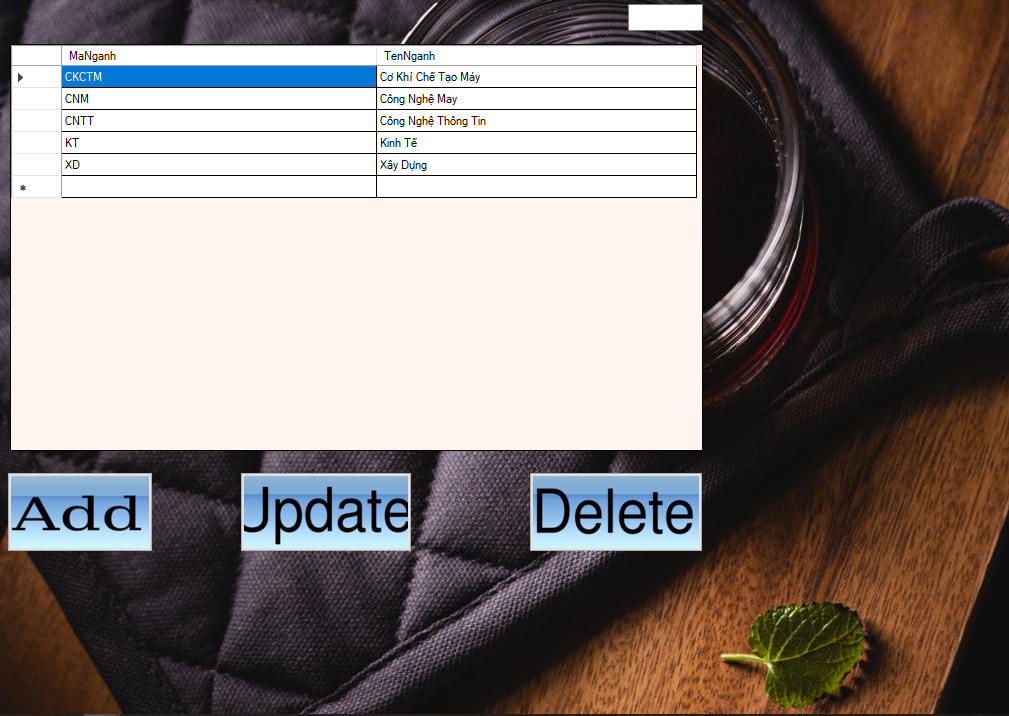 MaNganh TenNganh
CKCTM Cơ Khí Chế Tạo Máy
CNM Công Nghệ May
CNTT Công Nghệ Thông Tin
KT Kinh Tế
XD Xây Dựng
Add Update Delete